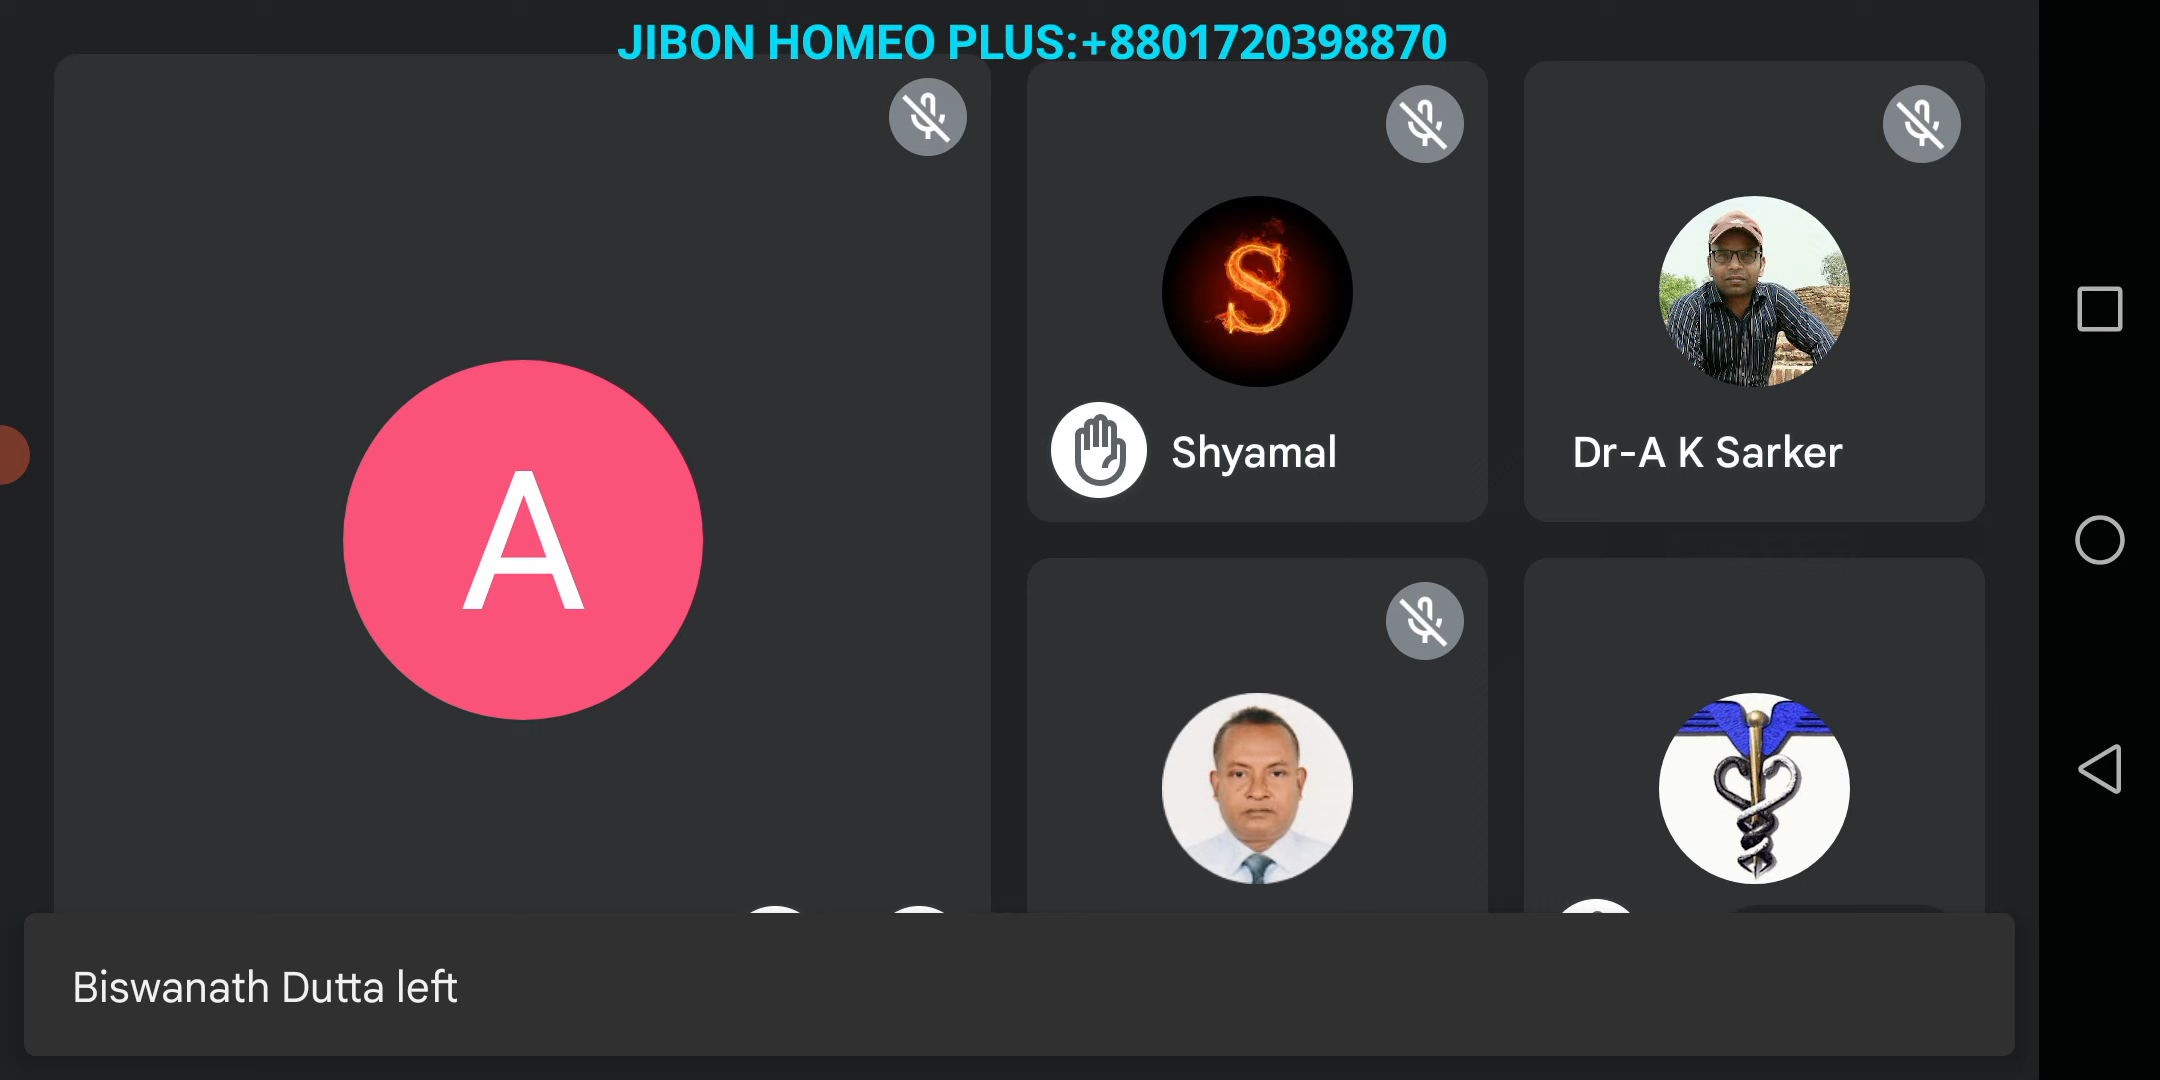 JIBON HOMEO PLUS:+8801720398870
A
S
Shyamal
Dr-A K Sarker
Biswanath Dutta left